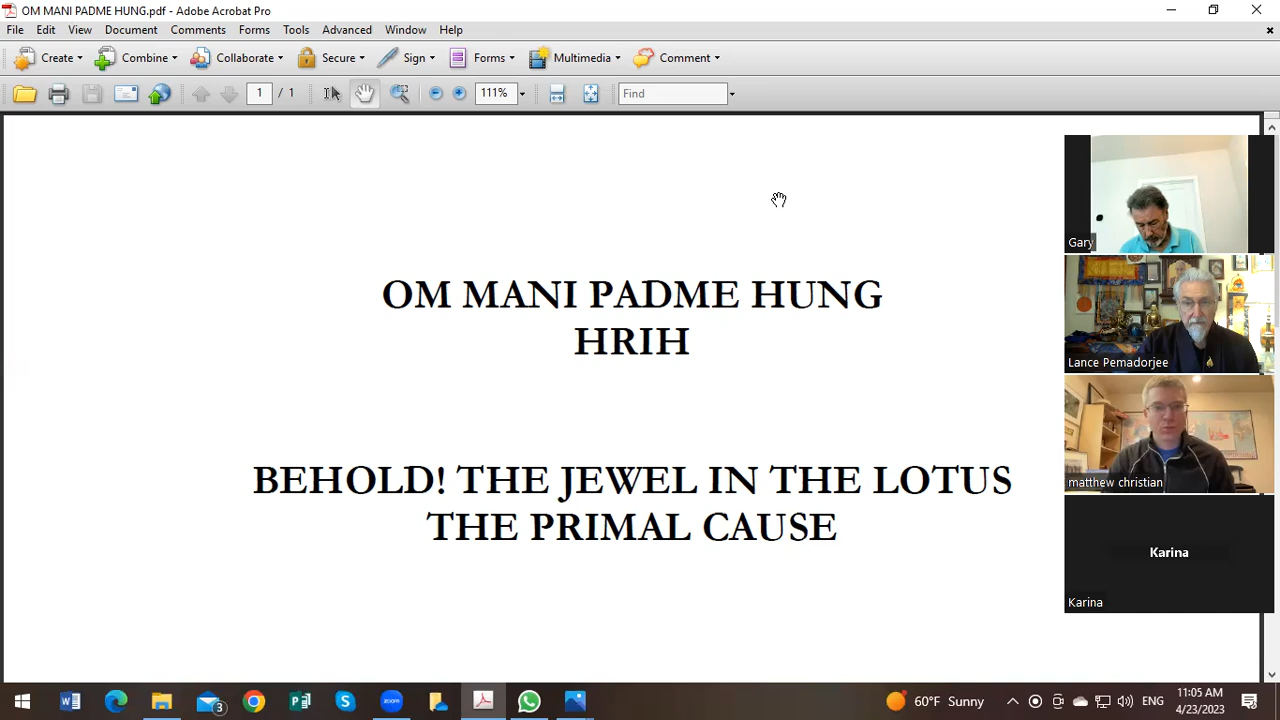 OM MANI PADME HUNG.pdf - Adobe Acrobat Pro
File Edit View Document Comments Forms Tools Advanced Window Help
Create Combine Collaborate Secure Sign Forms Multimedia Comment
1 / 1 111% Find
OM MANI PADME HUNG
HRIH
BEHOLD! THE JEWEL IN THE LOTUS
THE PRIMAL CAUSE
Gary
Lance Pemadorjee
matthew christian
Karina
Karina
3 60°F Sunny ENG 11:05 AM
4/23/2023